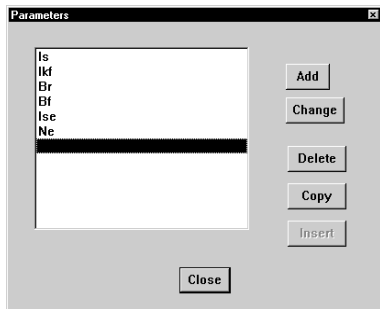 Parameters
Is
Ikf
Br
Bf
Ise
Ne
Add
Change
Delete
Copy
Insert
Close